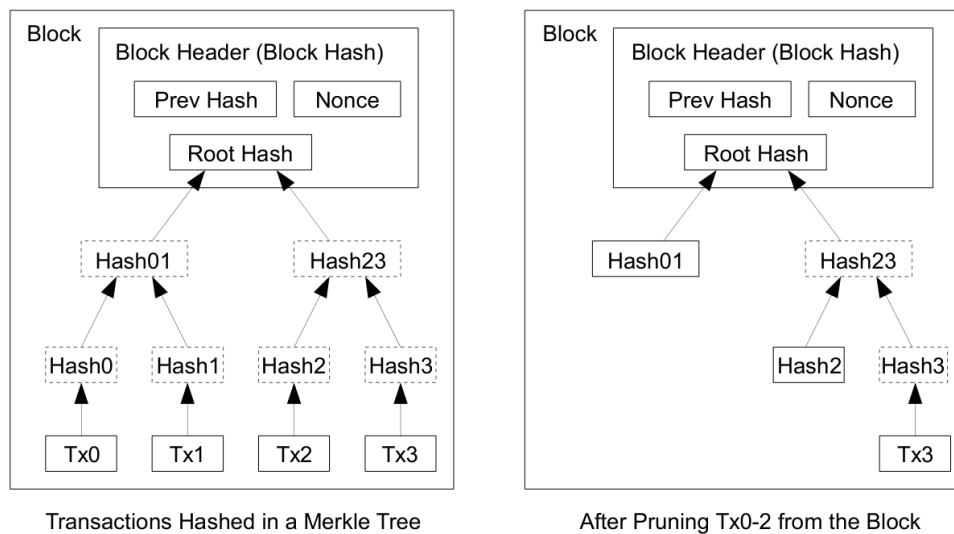 Block
Block Header (Block Hash)
Prev Hash
Nonce
Root Hash
Hash01
Hash23
Hash0
Hash1
Hash2
Hash3
Tx0
Tx1
Tx2
Tx3
Transactions Hashed in a Merkle Tree
Block
Block Header (Block Hash)
Prev Hash
Nonce
Root Hash
Hash01
Hash23
Hash2
Hash3
Tx3
After Pruning Tx0-2 from the Block